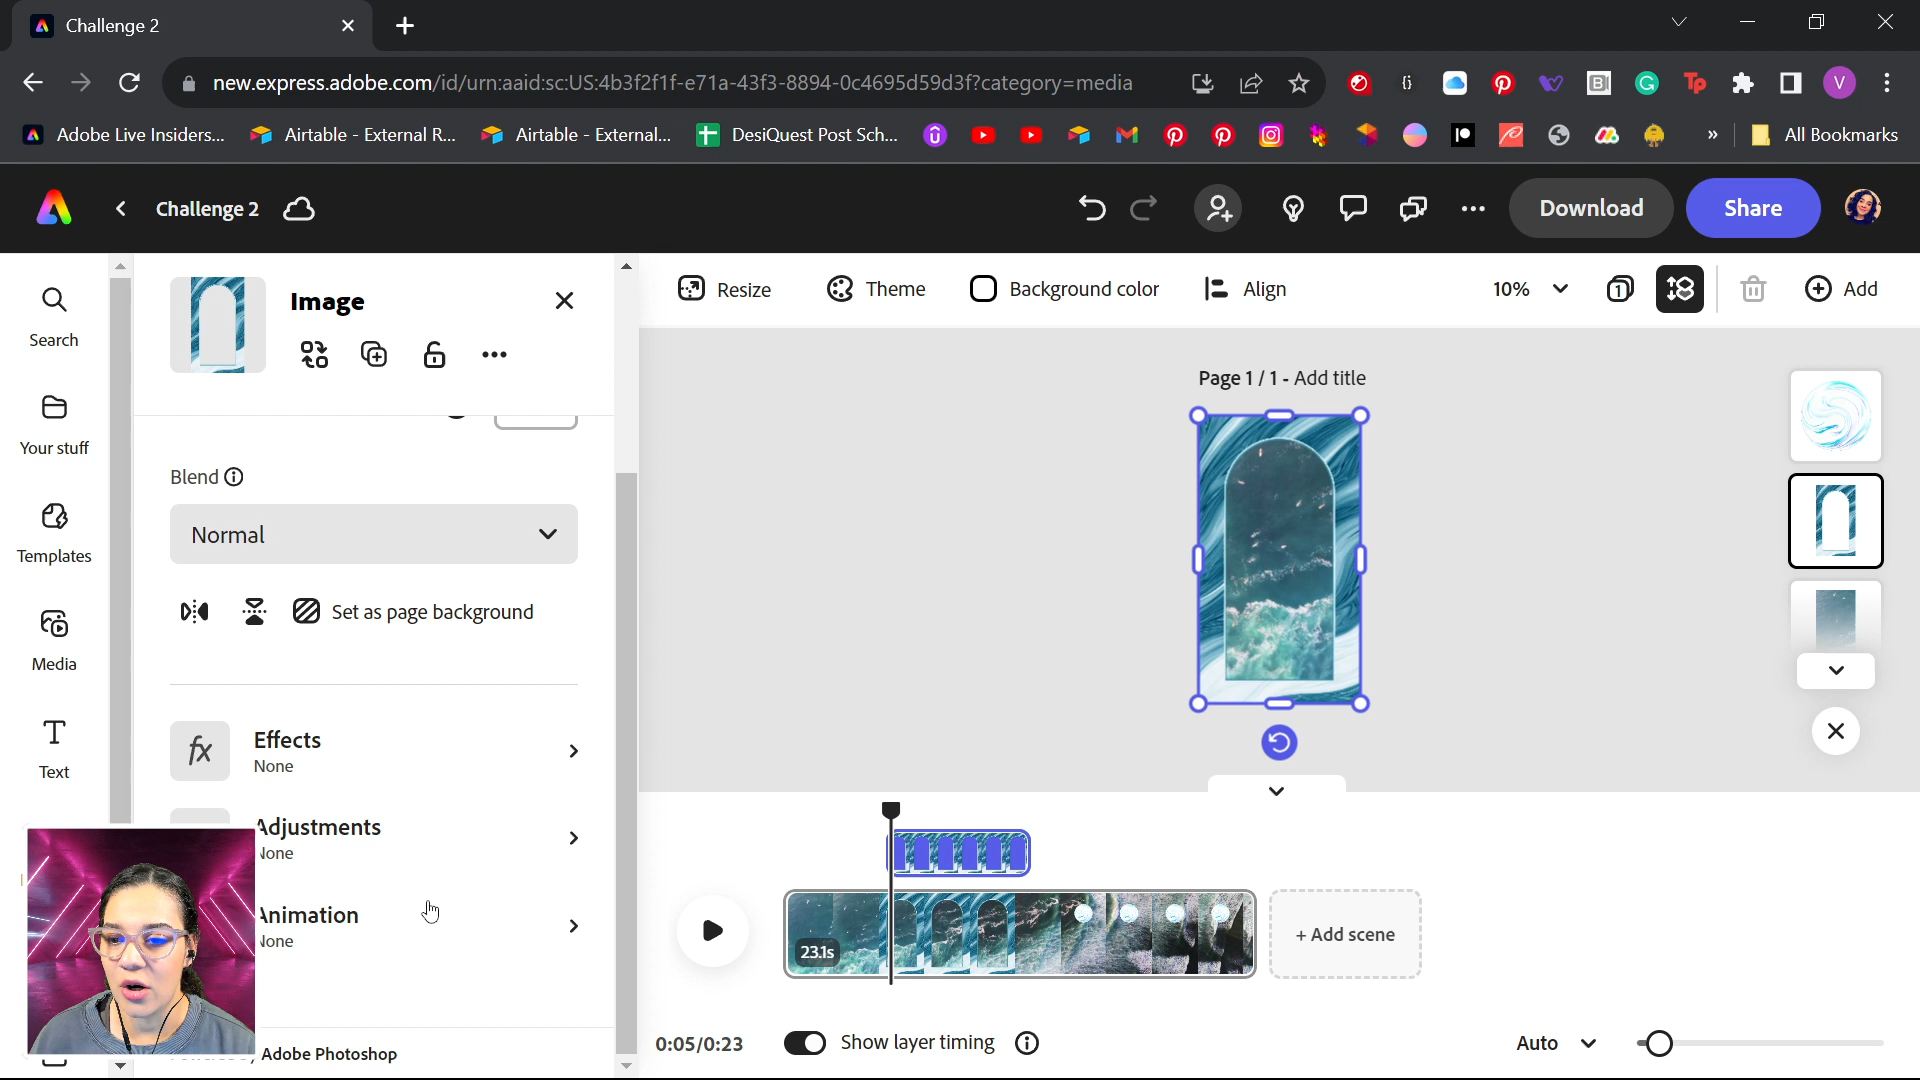 Challenge 2
new.express.adobe.com/id/urn:aaid:sc:US:4b3f2f1f-e71a-43f3-8894-0c4695d59d3f?category=media
Adobe Live Insiders...
Airtable - External R...
Airtable - External...
DesiQuest Post Sch...
»
All Bookmarks
Challenge 2
Download
Share
Search
Your stuff
Templates
Media
Text
Image
Blend
Normal
Set as page background
fx
Effects
None
Adjustments
None
Animation
None
Adobe Photoshop
Resize
Theme
Background color
Align
10%
1
Add
Page 1 / 1 - Add title
23.1s
+ Add scene
0:05/0:23
Show layer timing
Auto